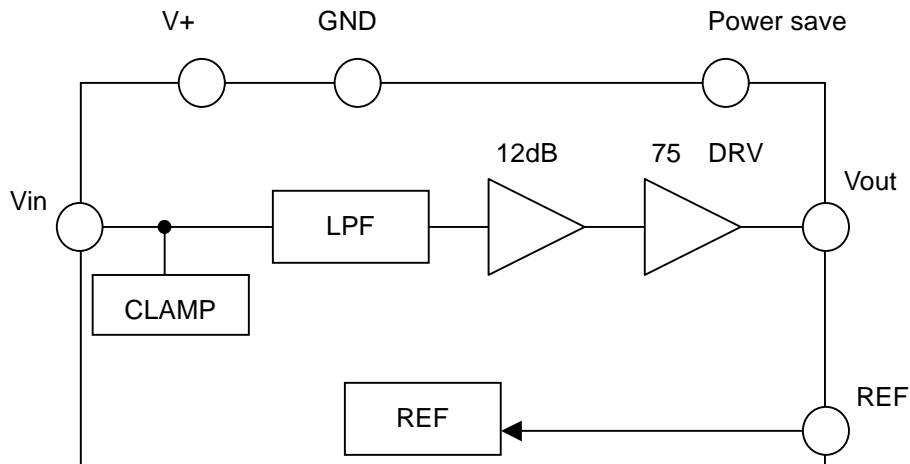 V+ GND Power save
12dB 75 DRV
Vin Vout
LPF
CLAMP
REF
REF